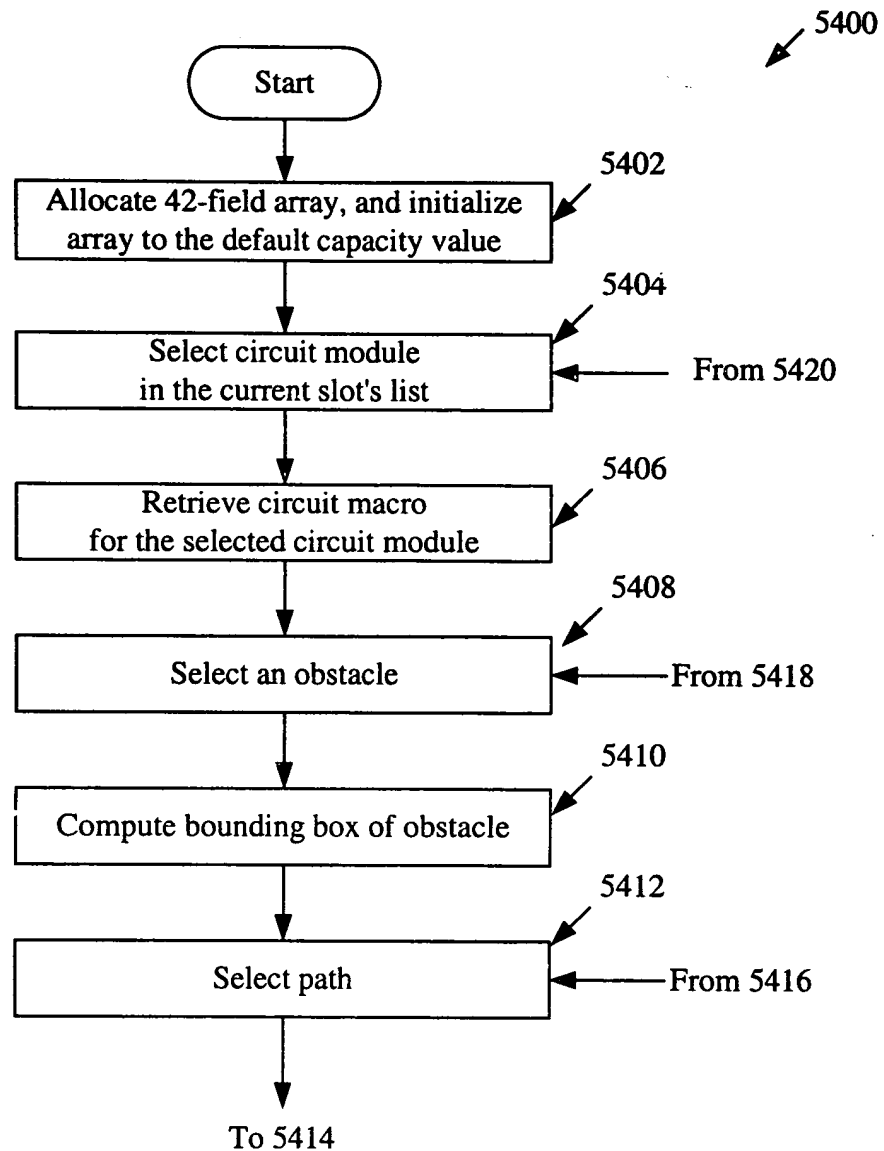 5400
Start
5402
Allocate 42-field array, and initialize
array to the default capacity value
5404
Select circuit module
in the current slot's list
From 5420
5406
Retrieve circuit macro
for the selected circuit module
5408
Select an obstacle
From 5418
5410
Compute bounding box of obstacle
5412
Select path
From 5416
To 5414